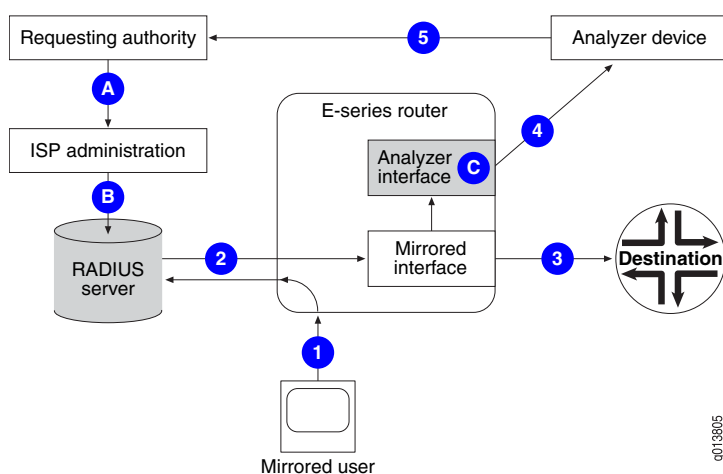 Requesting authority
5
Analyzer device
A
E-series router
4
ISP administration
Analyzer
interface
C
B
RADIUS
server
2
Mirrored
interface
3
Destination
1
Mirrored user
g013805